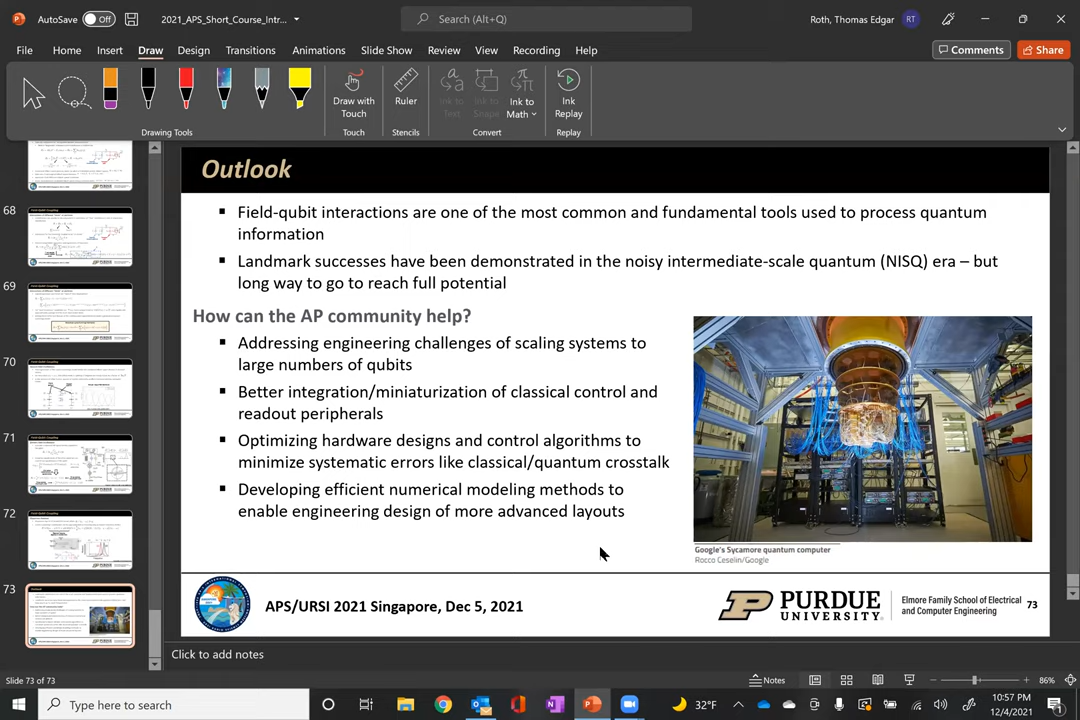 AutoSave
Off
2021_APS_Short_Course_Intr...
Search (Alt+Q)
Roth, Thomas Edgar
RT
File
Home
Insert
Draw
Design
Transitions
Animations
Slide Show
Review
View
Recording
Help
Comments
Share
Draw with
Touch
Ruler
Ink to
Text
Ink to
Shape
Ink to
Math
Ink
Replay
Drawing Tools
Touch
Stencils
Convert
Replay
68
69
70
71
72
73
Outlook
▪ Field-qubit interactions are one of the most common and fundamental tools used to process quantum
information
▪ Landmark successes have been demonstrated in the noisy intermediate-scale quantum (NISQ) era – but
long way to go to reach full potential
How can the AP community help?
▪ Addressing engineering challenges of scaling systems to
large numbers of qubits
▪ Better integration/miniaturization of classical control and
readout peripherals
▪ Optimizing hardware designs and control algorithms to
minimize systematic errors like classical/quantum crosstalk
▪ Developing efficient numerical modeling methods to
enable engineering design of more advanced layouts
Google's Sycamore quantum computer
Rocco Ceselin/Google
APS/URSI 2021 Singapore, Dec 5, 2021
PURDUE
UNIVERSITY
Elmore Family School of Electrical
and Computer Engineering
73
Click to add notes
Slide 73 of 73
Notes
86%
Type here to search
32°F
10:57 PM
12/4/2021